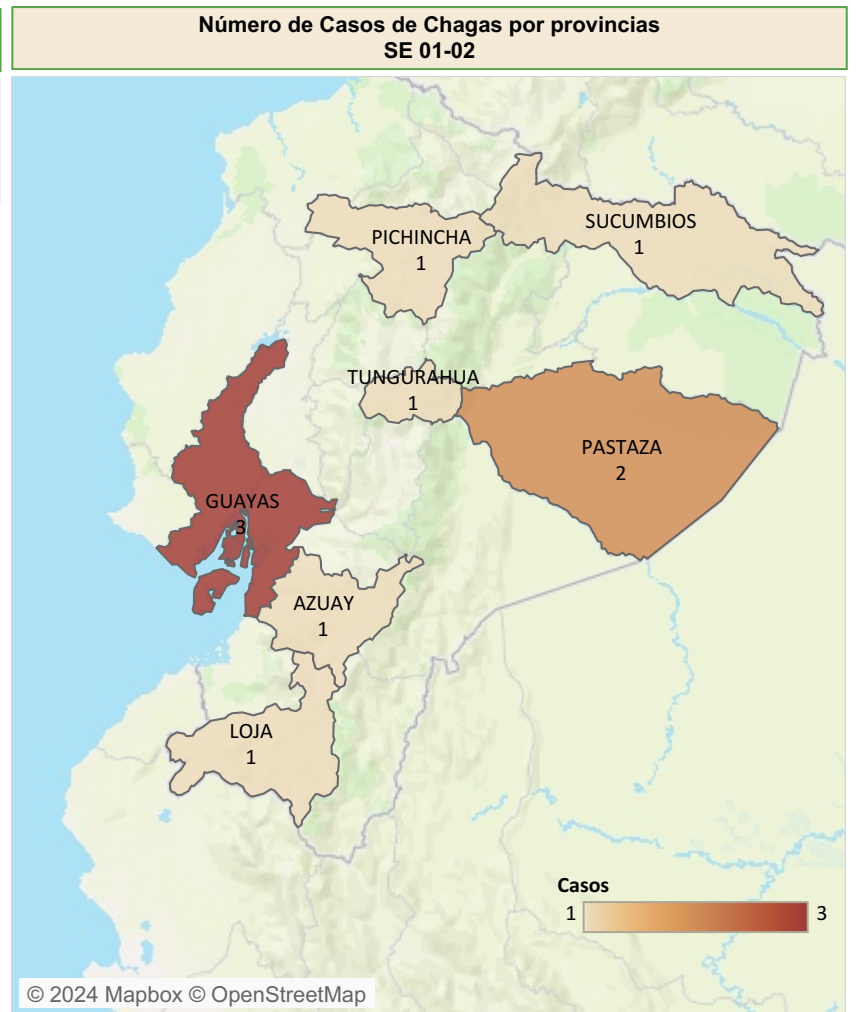 Número de Casos de Chagas por provincias
SE 01-02
SUCUMBIOS
1
PICHINCHA
1
TUNGURAHUA
1
PASTAZA
2
GUAYAS
3
AZUAY
1
LOJA
1
Casos
1 3
© 2024 Mapbox © OpenStreetMap